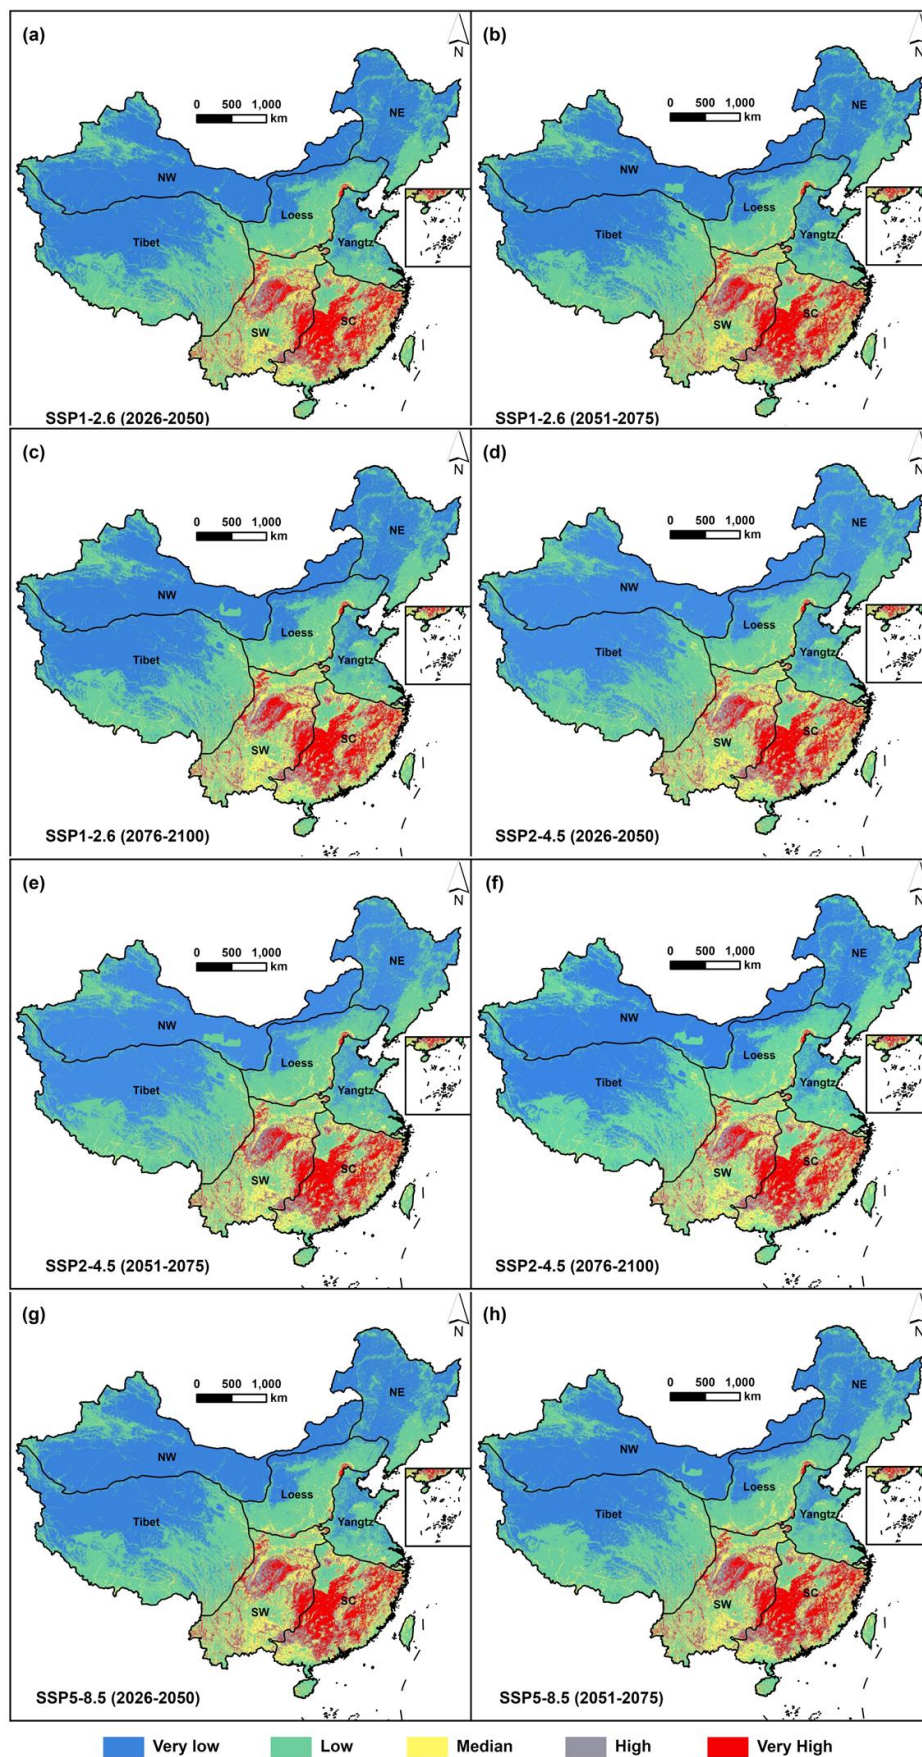 (a)
N
0 500 1,000
km
NE
NW
Loess
Tibet
Yangtz
SW
SC
SSP1-2.6 (2026-2050)
(b)
N
0 500 1,000
km
NE
NW
Loess
Tibet
Yangtz
SW
SC
SSP1-2.6 (2051-2075)
(c)
N
0 500 1,000
km
NE
NW
Loess
Tibet
Yangtz
SW
SC
SSP1-2.6 (2076-2100)
(d)
N
0 500 1,000
km
NE
NW
Loess
Tibet
Yangtz
SW
SC
SSP2-4.5 (2026-2050)
(e)
N
0 500 1,000
km
NE
NW
Loess
Tibet
Yangtz
SW
SC
SSP2-4.5 (2051-2075)
(f)
N
0 500 1,000
km
NE
NW
Loess
Tibet
Yangtz
SW
SC
SSP2-4.5 (2076-2100)
(g)
N
0 500 1,000
km
NE
NW
Loess
Tibet
Yangtz
SW
SC
SSP5-8.5 (2026-2050)
(h)
N
0 500 1,000
km
NE
NW
Loess
Tibet
Yangtz
SW
SC
SSP5-8.5 (2051-2075)
Very low Low Median High Very High